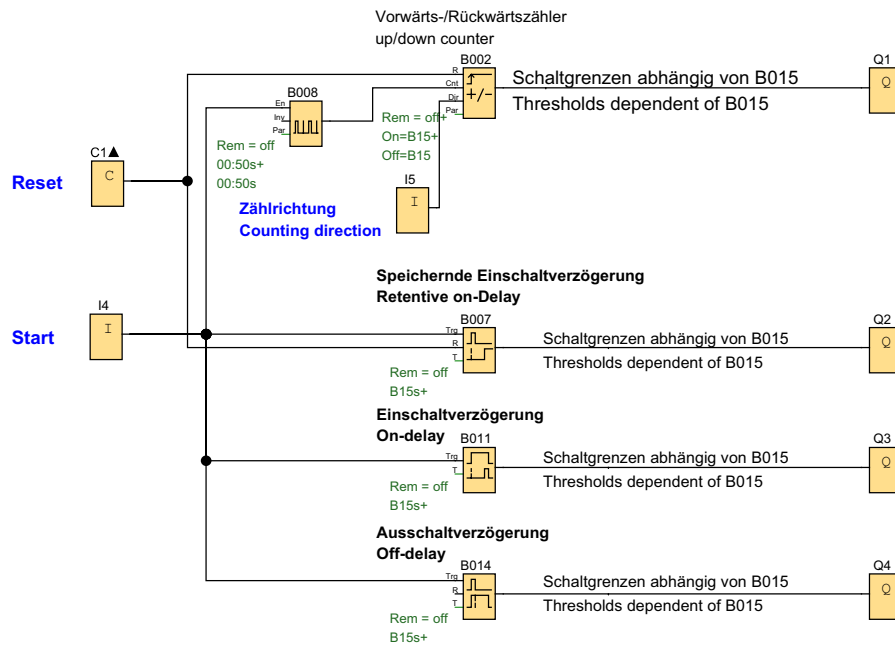 Vorwärts-/Rückwärtszähler
up/down counter
B002
R
Cnt
Dir
Par
+/-
Rem = off+
On=B15+
Off=B15
Schaltgrenzen abhängig von B015
Thresholds dependent of B015
Q1
Q
B008
En
Inv
Par
Rem = off
00:50s+
00:50s
C1▲
C
Reset
I5
I
Zählrichtung
Counting direction
Speichernde Einschaltverzögerung
Retentive on-Delay
I4
I
Start
B007
Trg
R
T
Rem = off
B15s+
Schaltgrenzen abhängig von B015
Thresholds dependent of B015
Q2
Q
Einschaltverzögerung
On-delay
B011
Trg
T
Rem = off
B15s+
Schaltgrenzen abhängig von B015
Thresholds dependent of B015
Q3
Q
Ausschaltverzögerung
Off-delay
B014
Trg
R
T
Rem = off
B15s+
Schaltgrenzen abhängig von B015
Thresholds dependent of B015
Q4
Q